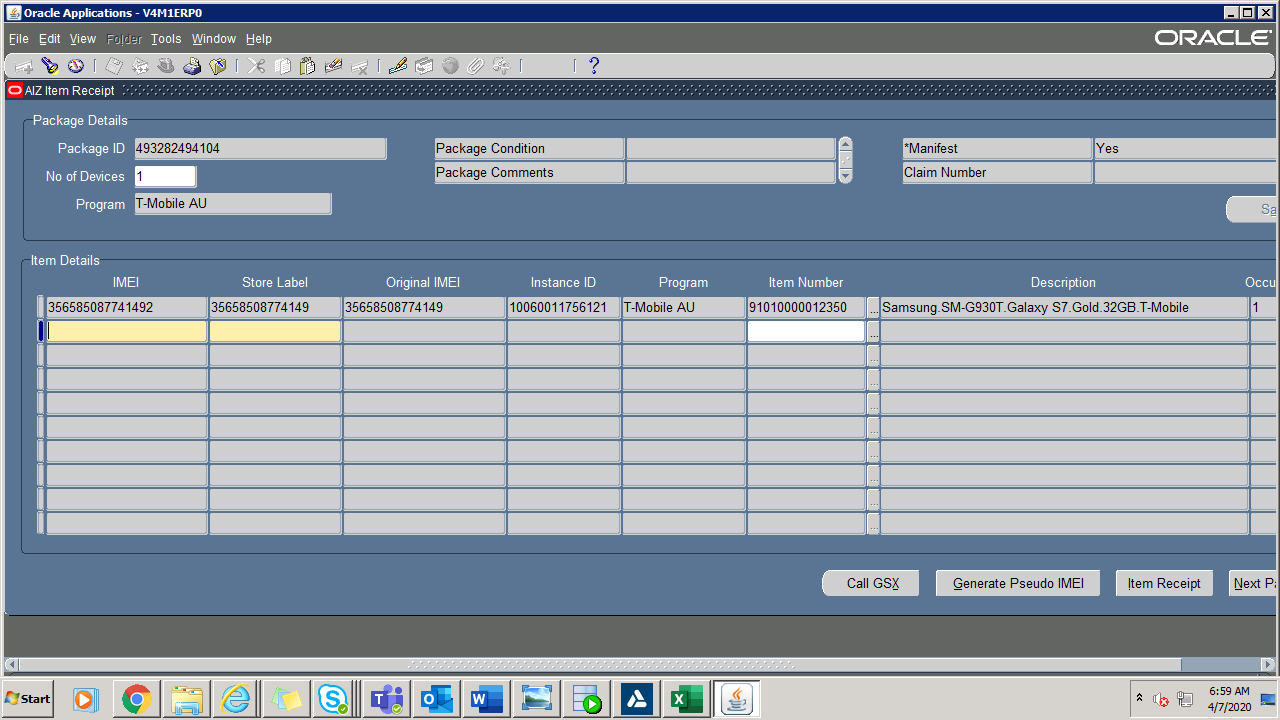 Oracle Applications - V4M1ERP0
File Edit View Folder Tools Window Help
ORACLE
AIZ Item Receipt
Package Details
Package ID 493282494104 Package Condition *Manifest Yes
No of Devices 1 Package Comments Claim Number
Program T-Mobile AU
Sa
Item Details
IMEI Store Label Original IMEI Instance ID Program Item Number Description Occu
356585087741492 35658508774149 35658508774149 10060011756121 T-Mobile AU 91010000012350 ... Samsung.SM-G930T.Galaxy S7.Gold.32GB.T-Mobile 1
...
...
...
...
...
...
...
...
...
Call GSX Generate Pseudo IMEI Item Receipt Next Pa
Start 6:59 AM
4/7/2020